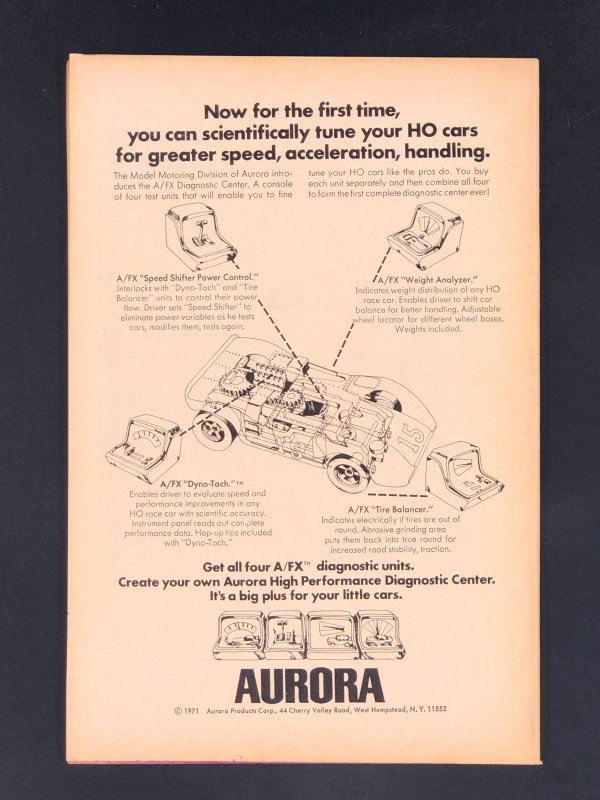 Now for the first time,
you can scientifically tune your HO cars
for greater speed, acceleration, handling.
The Model Motoring Division of Aurora intro-
duces the A/FX Diagnostic Center. A console
of four test units that will enable you to fine
tune your HO cars like the pros do. You buy
each unit separately and then combine all four
to form the first complete diagnostic center ever!
A/FX "Speed Shifter Power Control."
Interlocks with "Dyno-Tach" and "Tire
Balancer" units to control their power
flow. Driver sets "Speed Shifter" to
eliminate power variables as he tests
cars, modifies them, tests again.
A/FX "Weight Analyzer."
Indicates weight distribution of any HO
race car. Enables driver to shift car
balance for better handling. Adjustable
wheel locator for different wheel bases.
Weights included.
15
A/FX "Dyno-Tach."™
Enables driver to evaluate speed and
performance improvements in any
HO race car with scientific accuracy.
Instrument panel reads out complete
performance data. Hop-up tips included
with "Dyno-Tach."
A/FX "Tire Balancer."
Indicates electrically if tires are out of
round. Abrasive grinding area
puts them back into true round for
increased road stability, traction.
Get all four A/FX™ diagnostic units.
Create your own Aurora High Performance Diagnostic Center.
It's a big plus for your little cars.
AURORA
© 1971 Aurora Products Corp., 44 Cherry Valley Road, West Hempstead, N. Y. 11552